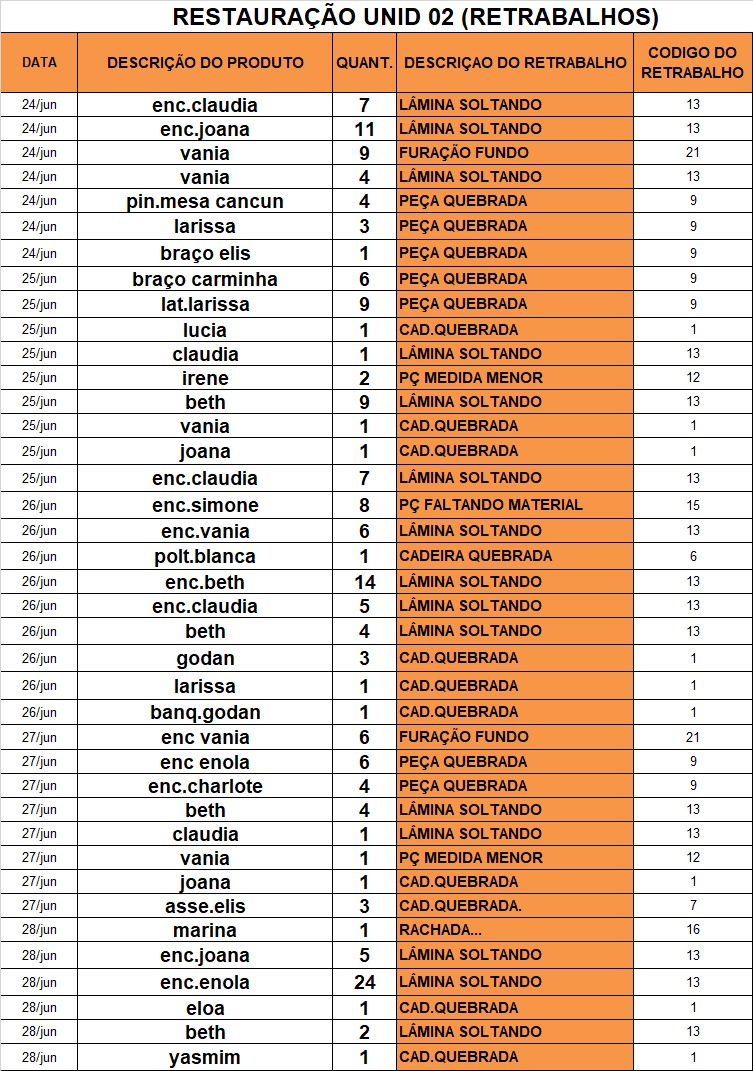 RESTAURAÇÃO UNID 02 (RETRABALHOS)
DATA DESCRIÇÃO DO PRODUTO QUANT. DESCRIÇAO DO RETRABALHO CODIGO DO RETRABALHO
24/jun enc.claudia 7 LÂMINA SOLTANDO 13
24/jun enc.joana 11 LÂMINA SOLTANDO 13
24/jun vania 9 FURAÇÃO FUNDO 21
24/jun vania 4 LÂMINA SOLTANDO 13
24/jun pin.mesa cancun 4 PEÇA QUEBRADA 9
24/jun larissa 3 PEÇA QUEBRADA 9
24/jun braço elis 1 PEÇA QUEBRADA 9
25/jun braço carminha 6 PEÇA QUEBRADA 9
25/jun lat.larissa 9 PEÇA QUEBRADA 9
25/jun lucia 1 CAD.QUEBRADA 1
25/jun claudia 1 LÂMINA SOLTANDO 13
25/jun irene 2 PÇ MEDIDA MENOR 12
25/jun beth 9 LÂMINA SOLTANDO 13
25/jun vania 1 CAD.QUEBRADA 1
25/jun joana 1 CAD.QUEBRADA 1
25/jun enc.claudia 7 LÂMINA SOLTANDO 13
26/jun enc.simone 8 PÇ FALTANDO MATERIAL 15
26/jun enc.vania 6 LÂMINA SOLTANDO 13
26/jun polt.blanca 1 CADEIRA QUEBRADA 6
26/jun enc.beth 14 LÂMINA SOLTANDO 13
26/jun enc.claudia 5 LÂMINA SOLTANDO 13
26/jun beth 4 LÂMINA SOLTANDO 13
26/jun godan 3 CAD.QUEBRADA 1
26/jun larissa 1 CAD.QUEBRADA 1
26/jun banq.godan 1 CAD.QUEBRADA 1
27/jun enc vania 6 FURAÇÃO FUNDO 21
27/jun enc enola 6 PEÇA QUEBRADA 9
27/jun enc.charlote 4 PEÇA QUEBRADA 9
27/jun beth 4 LÂMINA SOLTANDO 13
27/jun claudia 1 LÂMINA SOLTANDO 13
27/jun vania 1 PÇ MEDIDA MENOR 12
27/jun joana 1 CAD.QUEBRADA 1
27/jun asse.elis 3 CAD.QUEBRADA. 7
28/jun marina 1 RACHADA... 16
28/jun enc.joana 5 LÂMINA SOLTANDO 13
28/jun enc.enola 24 LÂMINA SOLTANDO 13
28/jun eloa 1 CAD.QUEBRADA 1
28/jun beth 2 LÂMINA SOLTANDO 13
28/jun yasmim 1 CAD.QUEBRADA 1